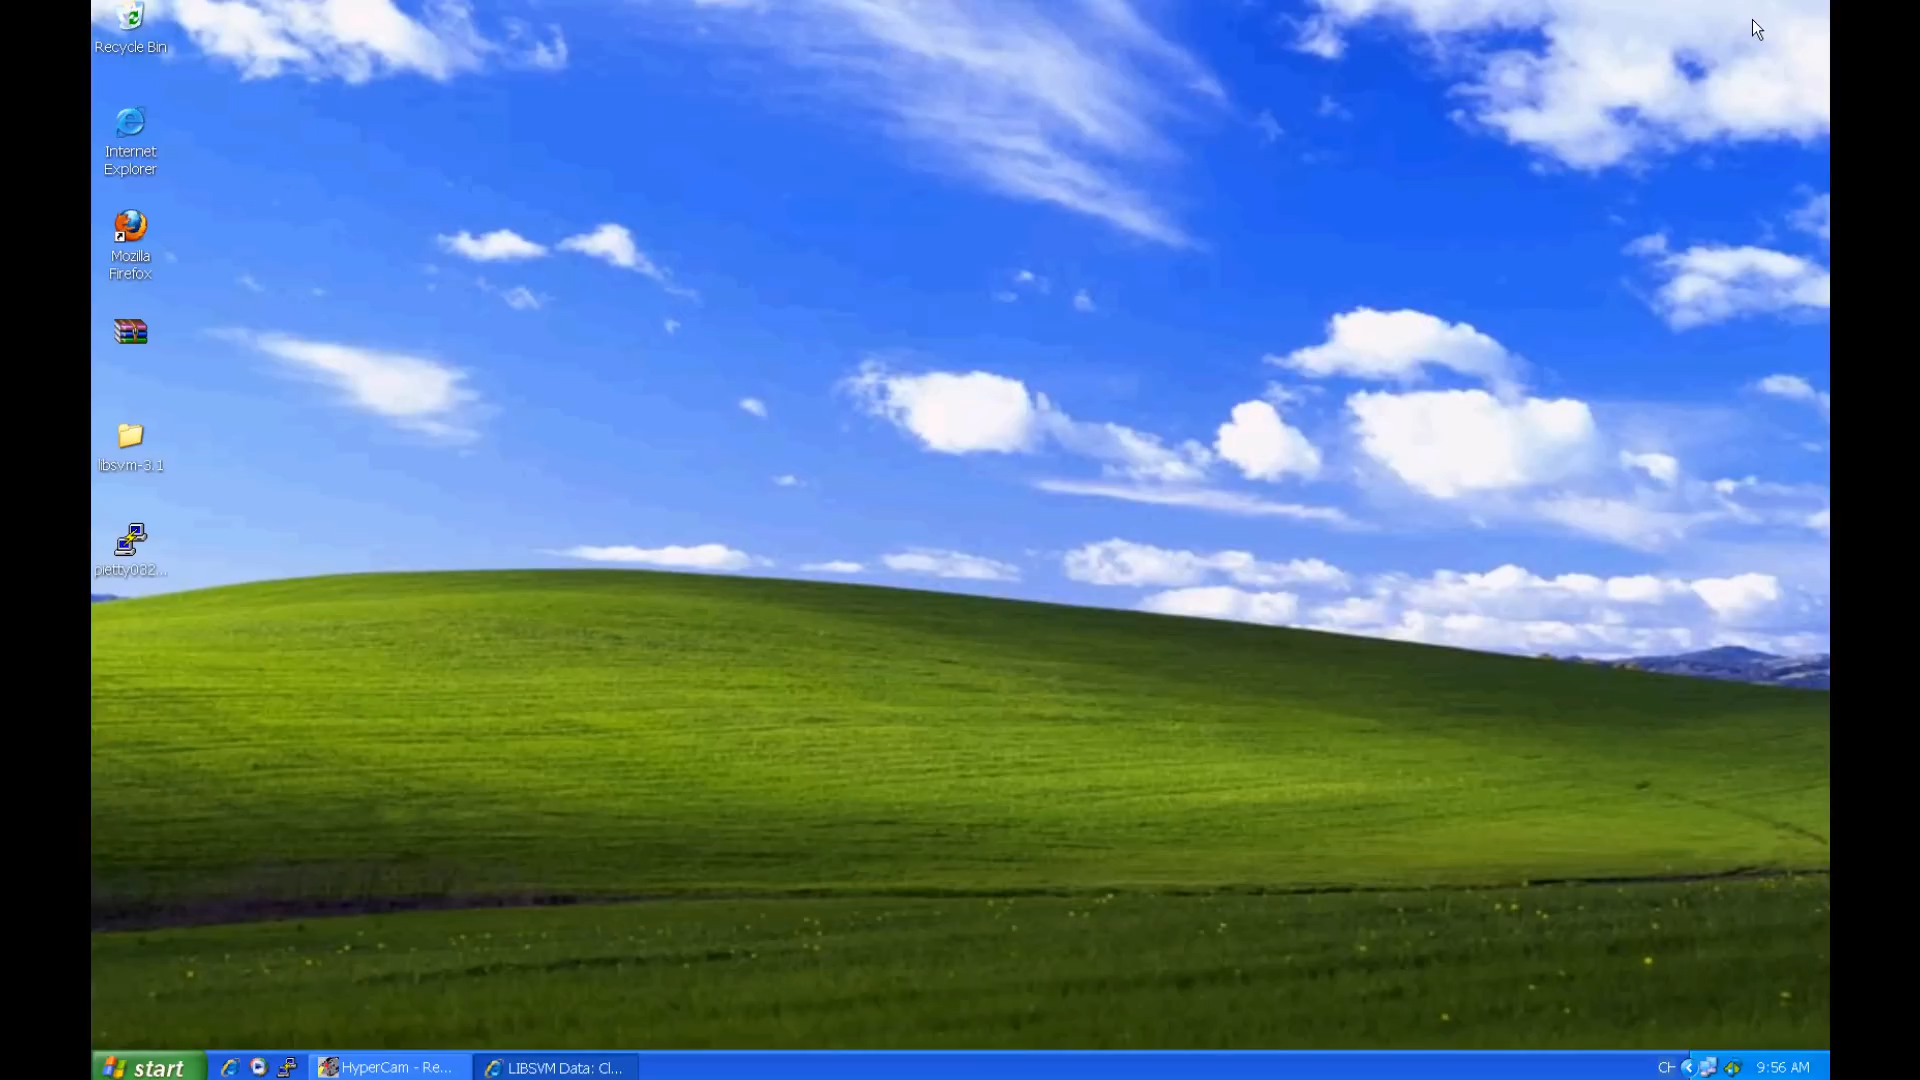 Recycle Bin
Internet
Explorer
Mozilla
Firefox
libsvm-3.1
pietty032...
start
HyperCam - Re...
LIBSVM Data: Cl...
CH
9:56 AM